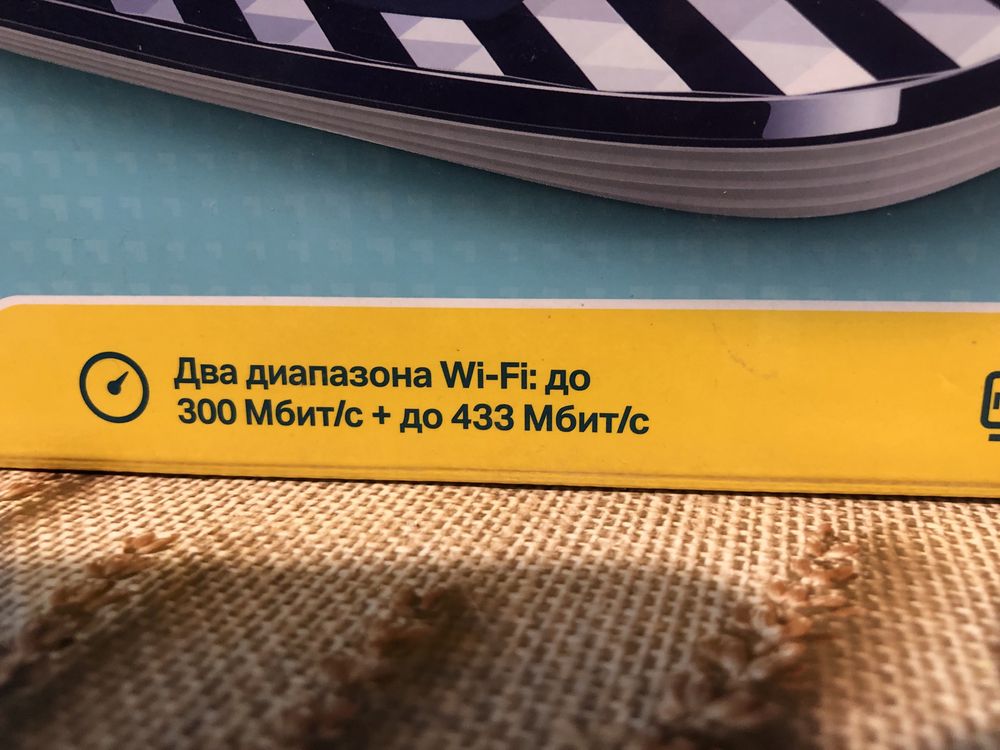 Два диапазона Wi-Fi: до
300 Мбит/с + до 433 Мбит/с